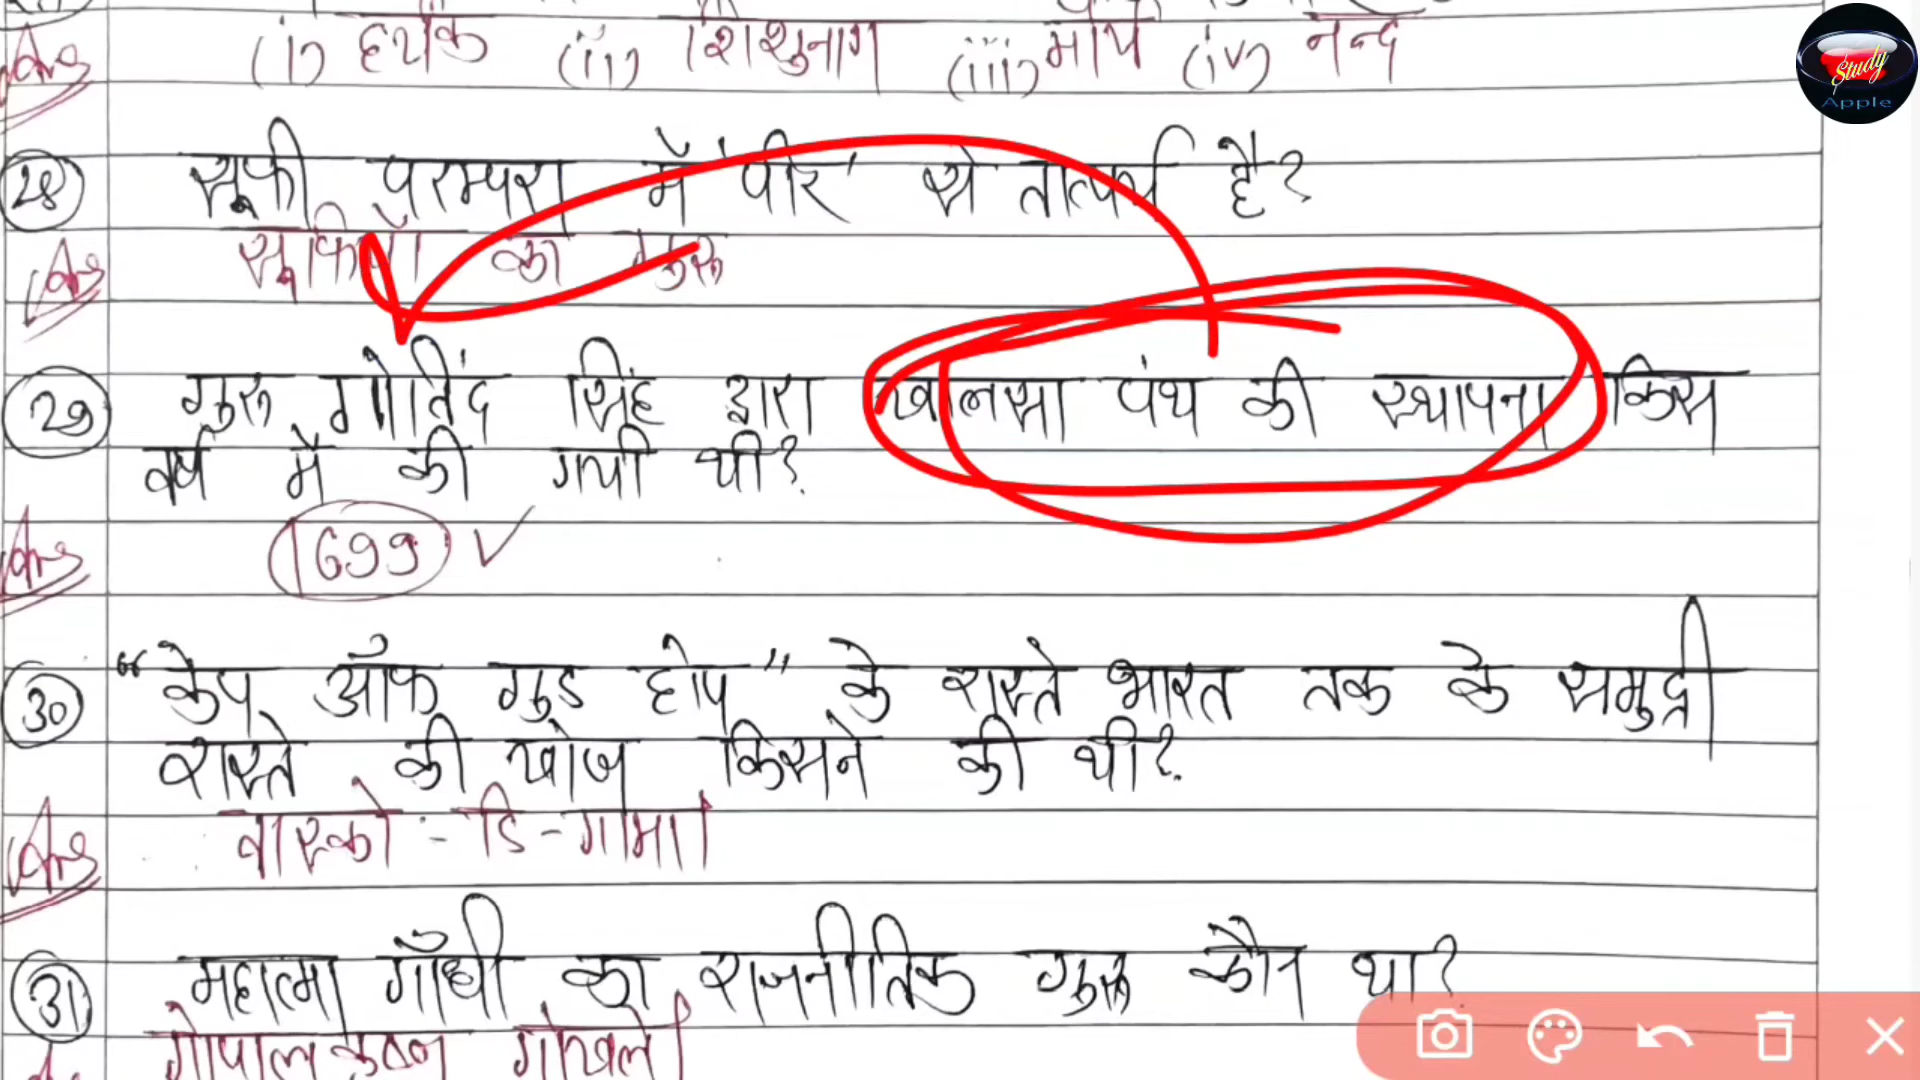 Ans (i) हर्यक (ii) शिशुनाग (iii) मौर्य (iv) नन्द
Study
Apple
28 सूफी परम्परा में 'पीर' से तात्पर्य है?
Ans सूफियों का गुरु
29 गुरु गोविंद सिंह द्वारा खालसा पंथ की स्थापना किस
वर्ष में की गयी थी?
Ans 1699 ✓
30 "केप ऑफ गुड होप" के रास्ते भारत तक के समुद्री
रास्ते की खोज किसने की थी?
Ans वास्को - डि - गामा
31 महात्मा गाँधी का राजनीतिक गुरु कौन था?
गोपाल कृष्ण गोखले